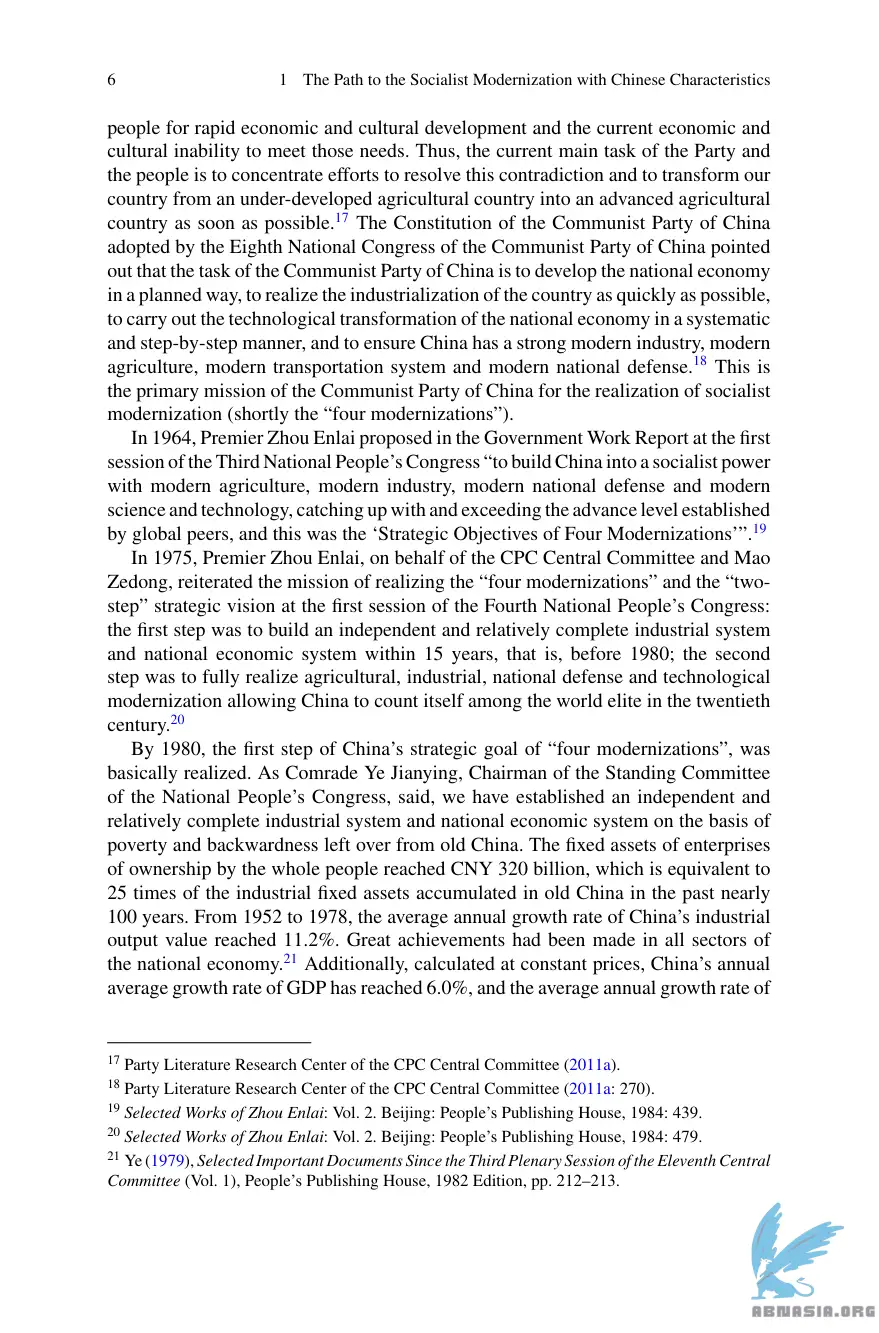 6 1 The Path to the Socialist Modernization with Chinese Characteristics
people for rapid economic and cultural development and the current economic and
cultural inability to meet those needs. Thus, the current main task of the Party and
the people is to concentrate efforts to resolve this contradiction and to transform our
country from an under-developed agricultural country into an advanced agricultural
country as soon as possible.17 The Constitution of the Communist Party of China
adopted by the Eighth National Congress of the Communist Party of China pointed
out that the task of the Communist Party of China is to develop the national economy
in a planned way, to realize the industrialization of the country as quickly as possible,
to carry out the technological transformation of the national economy in a systematic
and step-by-step manner, and to ensure China has a strong modern industry, modern
agriculture, modern transportation system and modern national defense.18 This is
the primary mission of the Communist Party of China for the realization of socialist
modernization (shortly the “four modernizations”).
In 1964, Premier Zhou Enlai proposed in the Government Work Report at the first
session of the Third National People’s Congress “to build China into a socialist power
with modern agriculture, modern industry, modern national defense and modern
science and technology, catching up with and exceeding the advance level established
by global peers, and this was the ‘Strategic Objectives of Four Modernizations’”.19
In 1975, Premier Zhou Enlai, on behalf of the CPC Central Committee and Mao
Zedong, reiterated the mission of realizing the “four modernizations” and the “two-
step” strategic vision at the first session of the Fourth National People’s Congress:
the first step was to build an independent and relatively complete industrial system
and national economic system within 15 years, that is, before 1980; the second
step was to fully realize agricultural, industrial, national defense and technological
modernization allowing China to count itself among the world elite in the twentieth
century.20
By 1980, the first step of China’s strategic goal of “four modernizations”, was
basically realized. As Comrade Ye Jianying, Chairman of the Standing Committee
of the National People’s Congress, said, we have established an independent and
relatively complete industrial system and national economic system on the basis of
poverty and backwardness left over from old China. The fixed assets of enterprises
of ownership by the whole people reached CNY 320 billion, which is equivalent to
25 times of the industrial fixed assets accumulated in old China in the past nearly
100 years. From 1952 to 1978, the average annual growth rate of China’s industrial
output value reached 11.2%. Great achievements had been made in all sectors of
the national economy.21 Additionally, calculated at constant prices, China’s annual
average growth rate of GDP has reached 6.0%, and the average annual growth rate of
17 Party Literature Research Center of the CPC Central Committee (2011a).
18 Party Literature Research Center of the CPC Central Committee (2011a: 270).
19 Selected Works of Zhou Enlai: Vol. 2. Beijing: People’s Publishing House, 1984: 439.
20 Selected Works of Zhou Enlai: Vol. 2. Beijing: People’s Publishing House, 1984: 479.
21 Ye (1979), Selected Important Documents Since the Third Plenary Session of the Eleventh Central
Committee (Vol. 1), People’s Publishing House, 1982 Edition, pp. 212–213.
ABNASIA.ORG